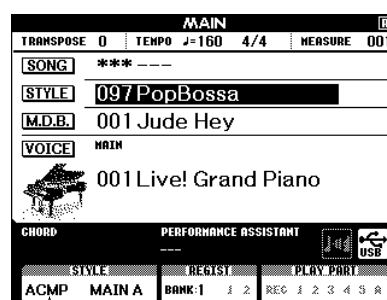 MAIN
TRANSPOSE 0 TEMPO ♩=160 4/4 MEASURE 001
SONG *** ---
STYLE 097 PopBossa
M.D.B. 001 Jude Hey
VOICE MAIN
001 Live! Grand Piano
CHORD PERFORMANCE ASSISTANT
---
USB
STYLE REGIST PLAY PART
ACMP MAIN A BANK:1 1 2 REC 1 2 3 4 5 A